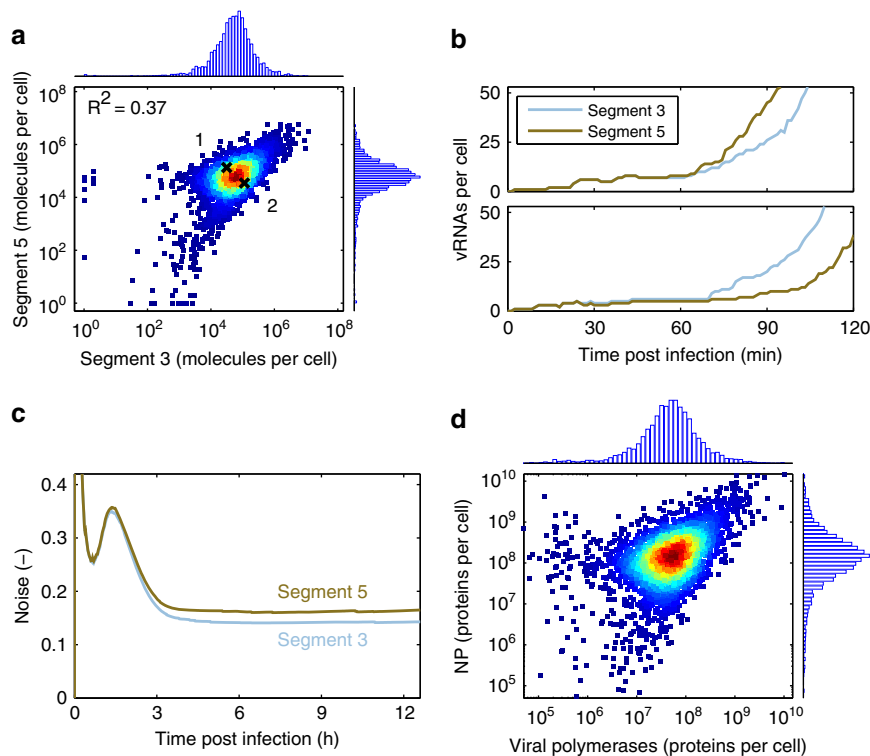 a
R² = 0.37
1
2
10⁸
10⁶
10⁴
10²
10⁰
Segment 5 (molecules per cell)
10⁰ 10² 10⁴ 10⁶ 10⁸
Segment 3 (molecules per cell)
b
Segment 3
Segment 5
50
25
0
50
25
0
vRNAs per cell
0 30 60 90 120
Time post infection (min)
c
0.4
0.3
0.2
0.1
0
Noise (–)
Segment 5
Segment 3
0 3 6 9 12
Time post infection (h)
d
10¹⁰
10⁹
10⁸
10⁷
10⁶
10⁵
NP (proteins per cell)
10⁵ 10⁶ 10⁷ 10⁸ 10⁹ 10¹⁰
Viral polymerases (proteins per cell)